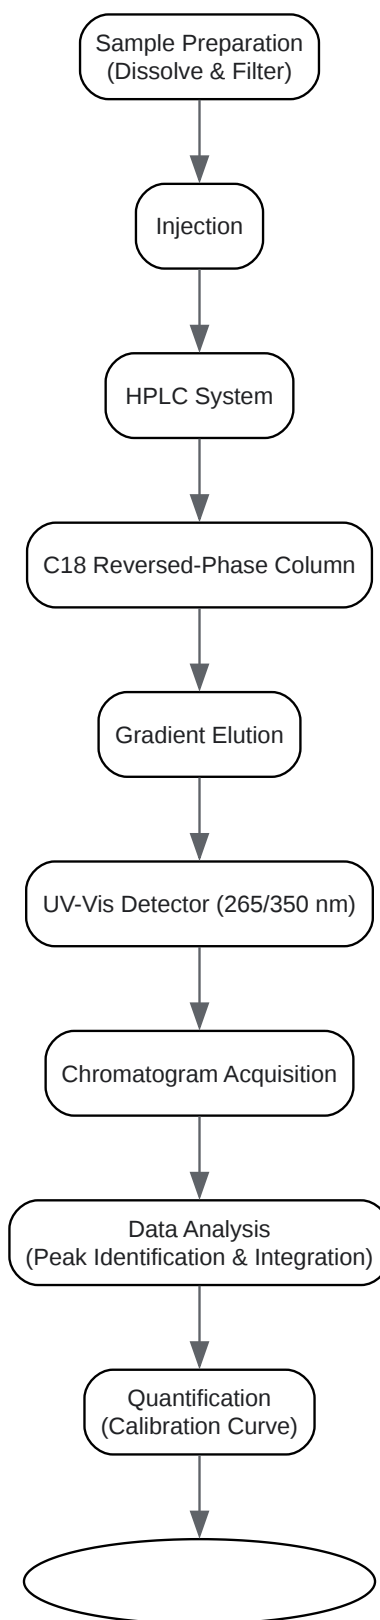 Sample Preparation
(Dissolve & Filter)
Injection
HPLC System
C18 Reversed-Phase Column
Gradient Elution
UV-Vis Detector (265/350 nm)
Chromatogram Acquisition
Data Analysis
(Peak Identification & Integration)
Quantification
(Calibration Curve)